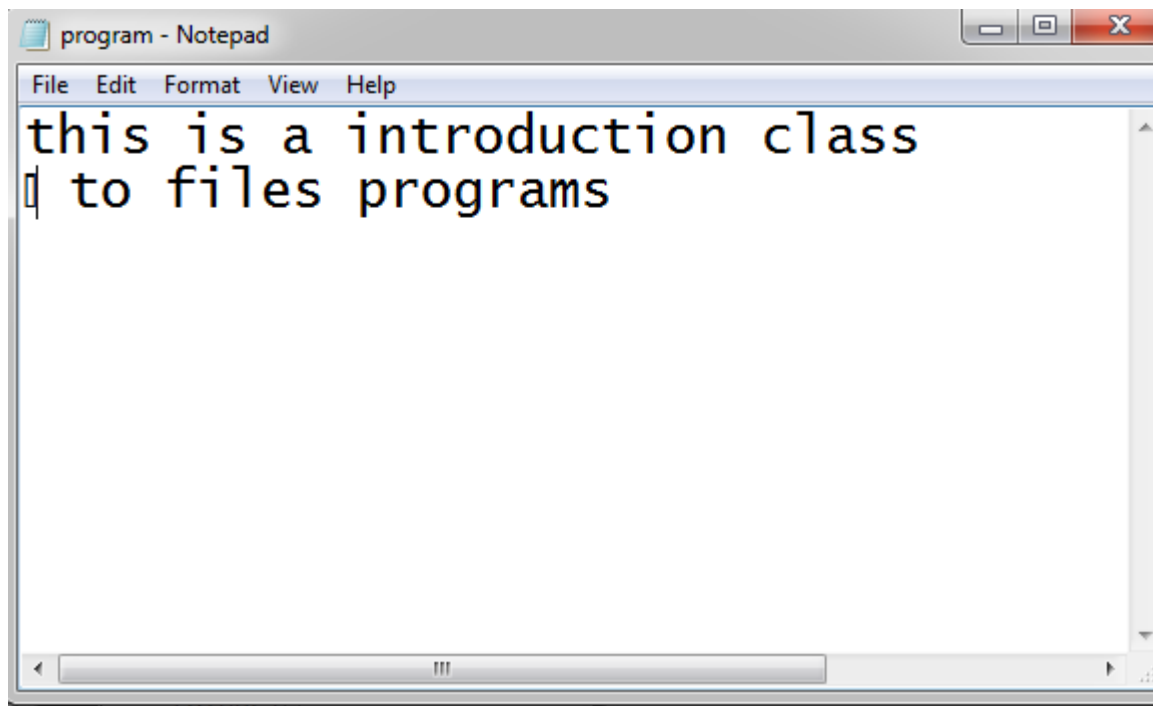 program - Notepad
File Edit Format View Help
this is a introduction class
▯ to files programs